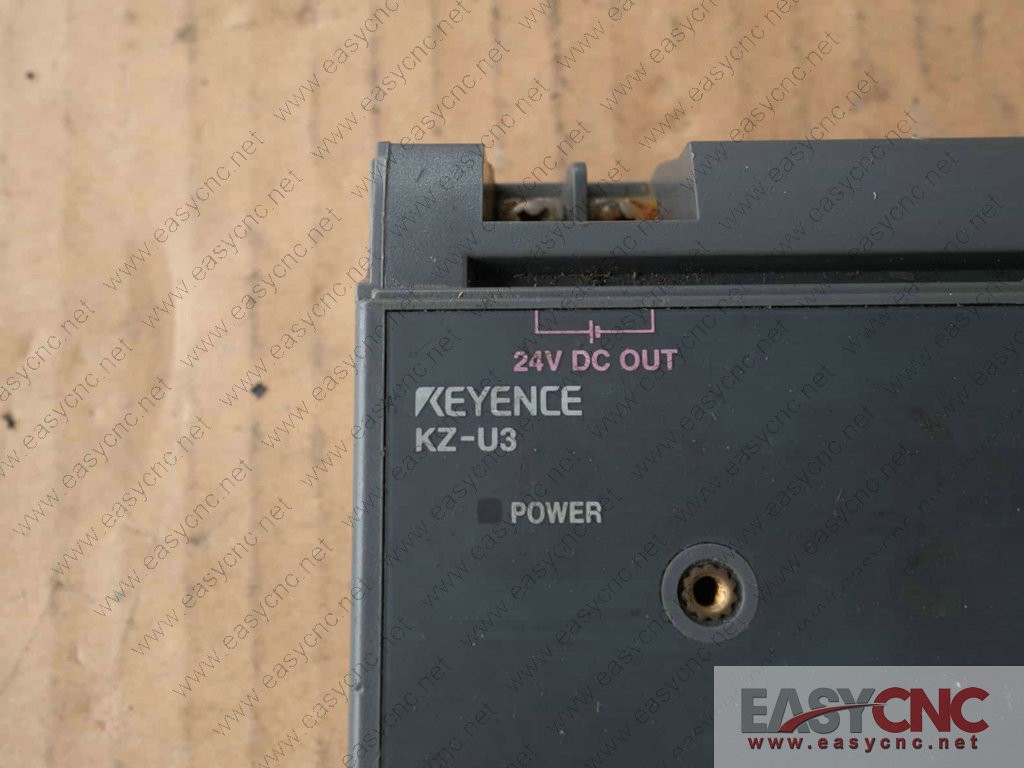 24V DC OUT
KEYENCE
KZ-U3
POWER
EASYCNC
www.easycnc.net